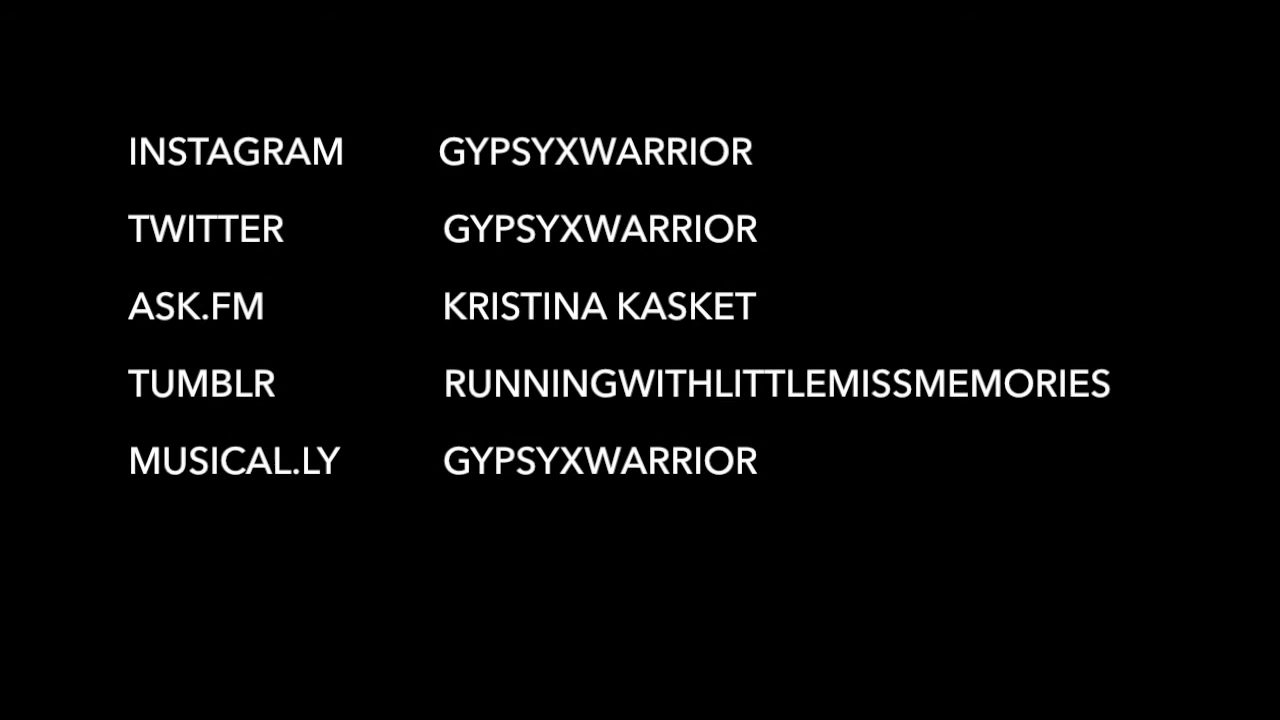 INSTAGRAM GYPSYXWARRIOR
TWITTER GYPSYXWARRIOR
ASK.FM KRISTINA KASKET
TUMBLR RUNNINGWITHLITTLEMISSMEMORIES
MUSICAL.LY GYPSYXWARRIOR